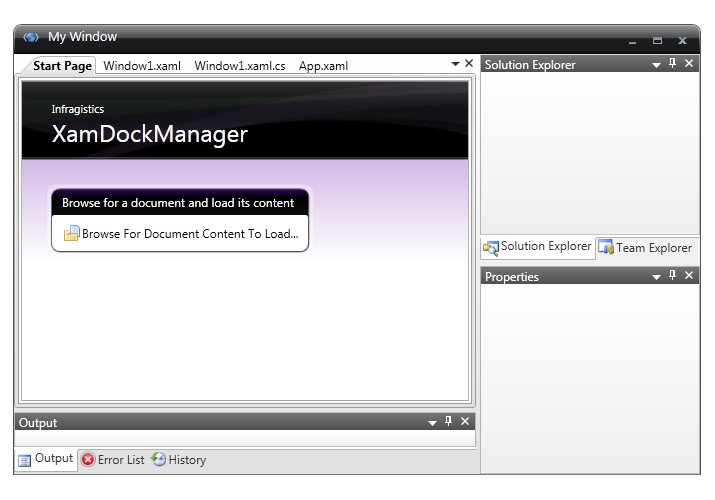 My Window
Start Page Window1.xaml Window1.xaml.cs App.xaml
Infragistics
XamDockManager
Browse for a document and load its content
Browse For Document Content To Load...
Output
Output Error List History
Solution Explorer
Solution Explorer Team Explorer
Properties